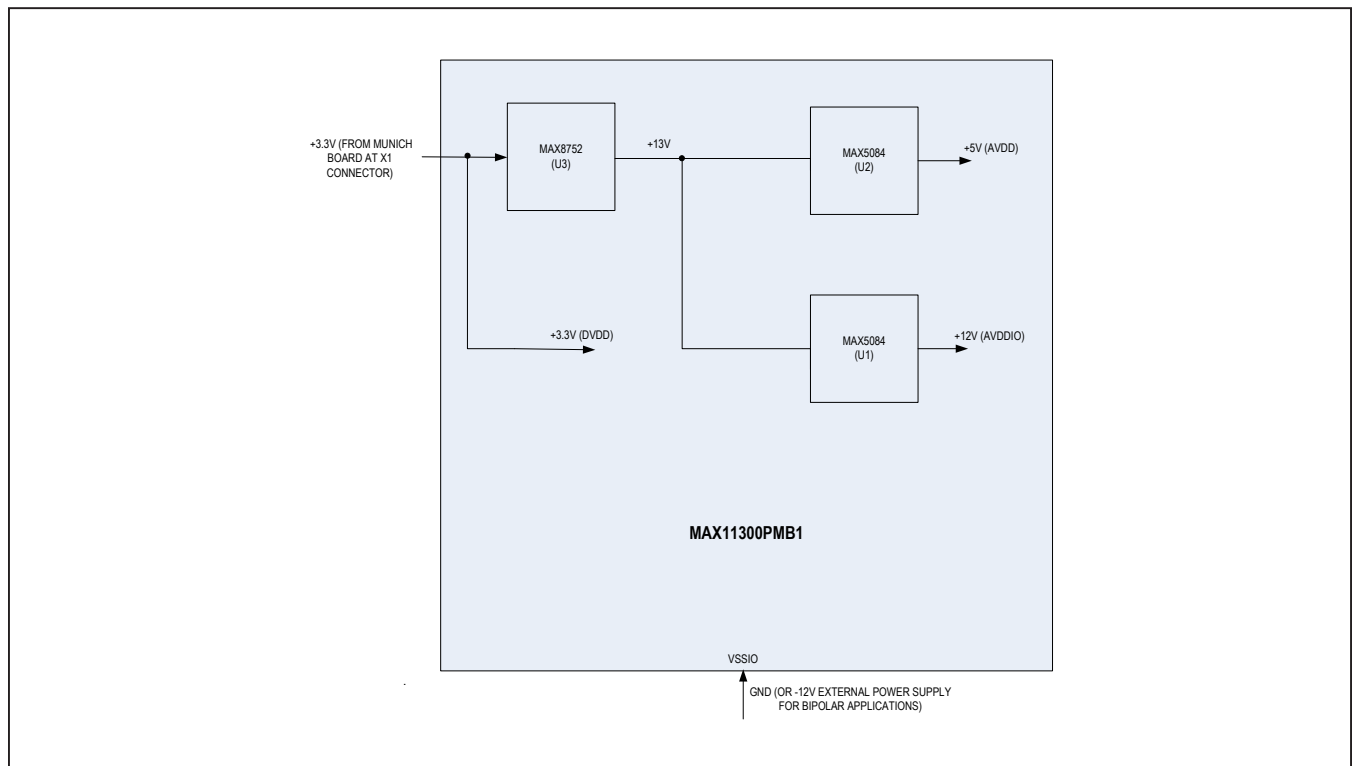 +3.3V (FROM MUNICH
BOARD AT X1
CONNECTOR)
MAX8752
(U3)
+13V
MAX5084
(U2)
+5V (AVDD)
+3.3V (DVDD)
MAX5084
(U1)
+12V (AVDDIO)
MAX11300PMB1
VSSIO
GND (OR -12V EXTERNAL POWER SUPPLY
FOR BIPOLAR APPLICATIONS)